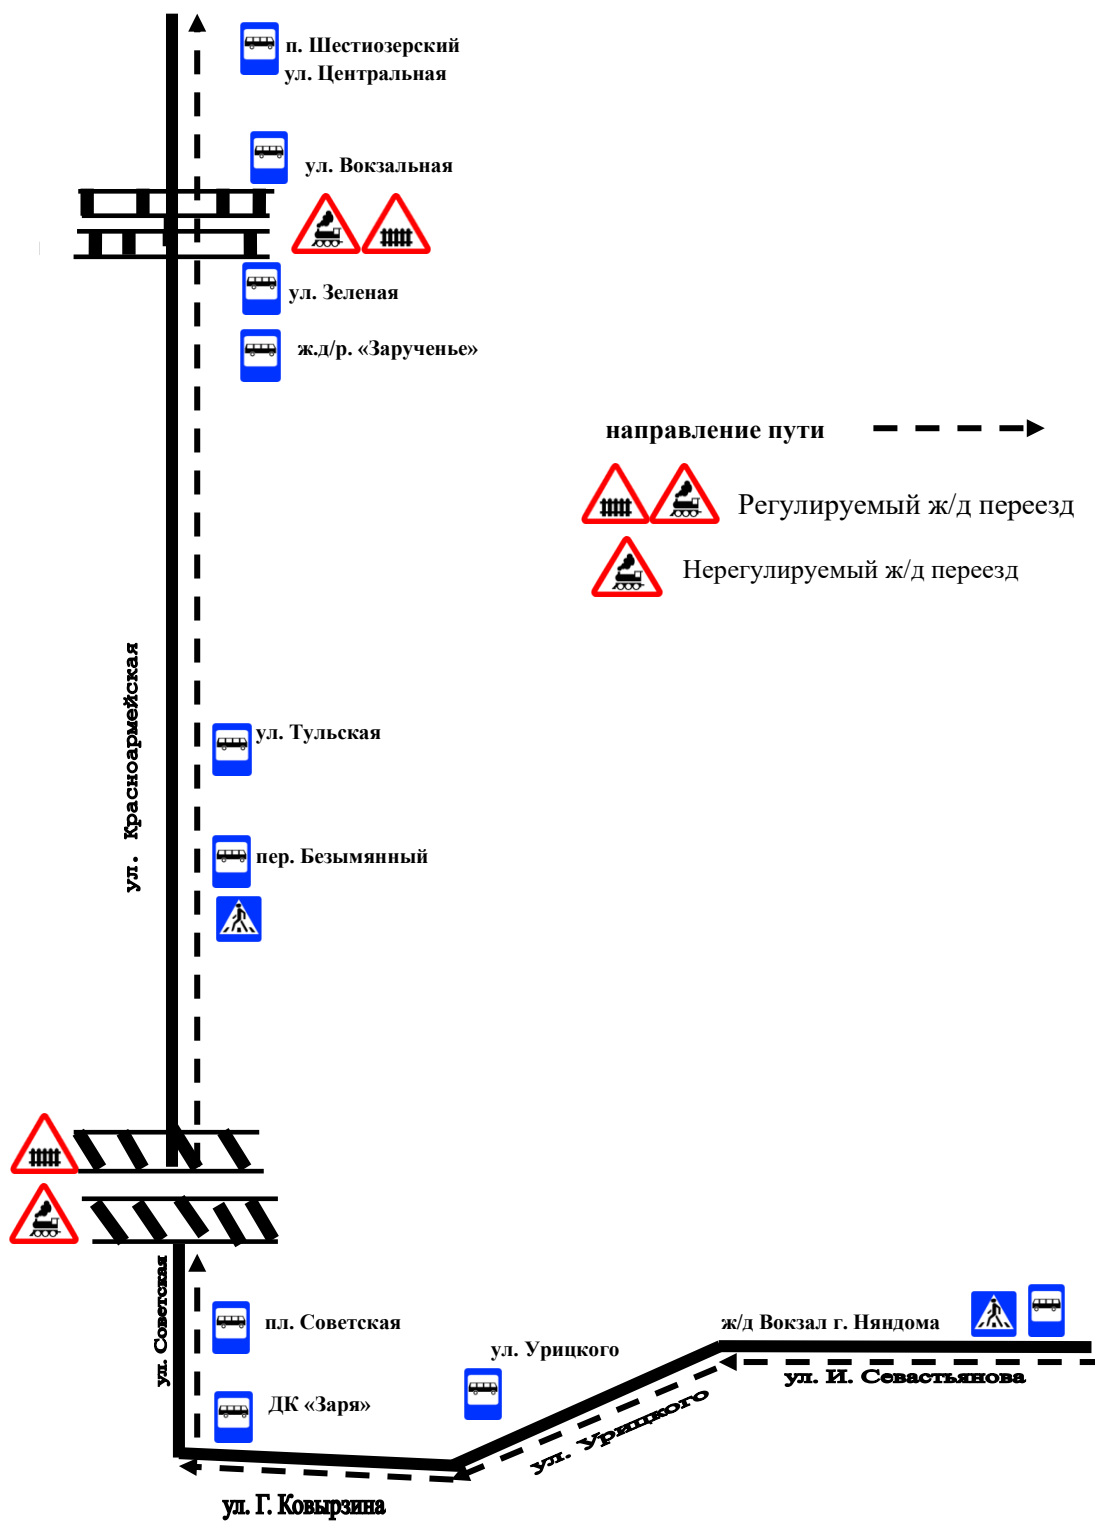 п. Шестиозерский
ул. Центральная
ул. Вокзальная
ул. Зеленая
ж.д/р. «Зарученье»
направление пути
Регулируемый ж/д переезд
Нерегулируемый ж/д переезд
ул. Красноармейская
ул. Тульская
пер. Безымянный
ул. Советская
пл. Советская
ж/д Вокзал г. Няндома
ул. Урицкого
ул. И. Севастьянова
ДК «Заря»
ул. Урицкого
ул. Г. Ковырзина